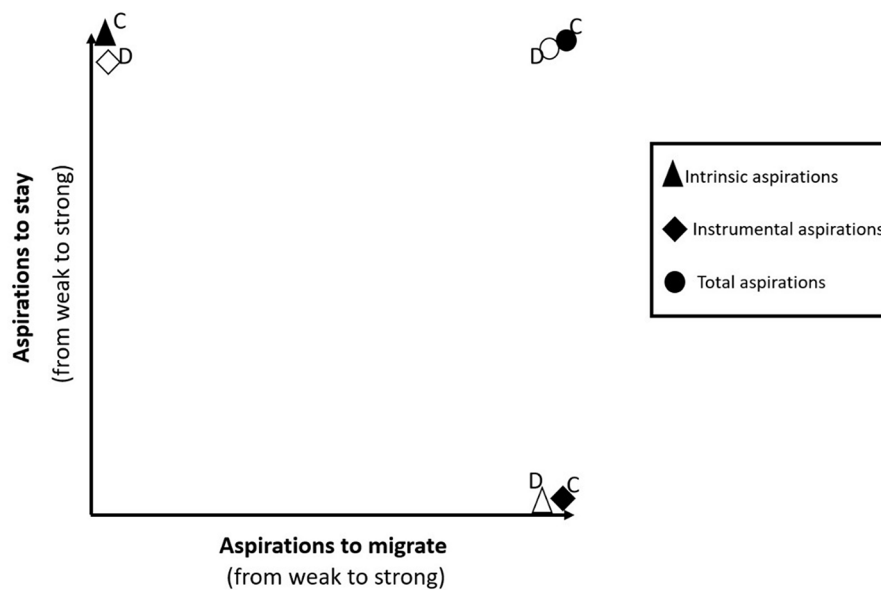 C
D
C
D
Aspirations to stay
(from weak to strong)
Intrinsic aspirations
Instrumental aspirations
Total aspirations
D
C
Aspirations to migrate
(from weak to strong)